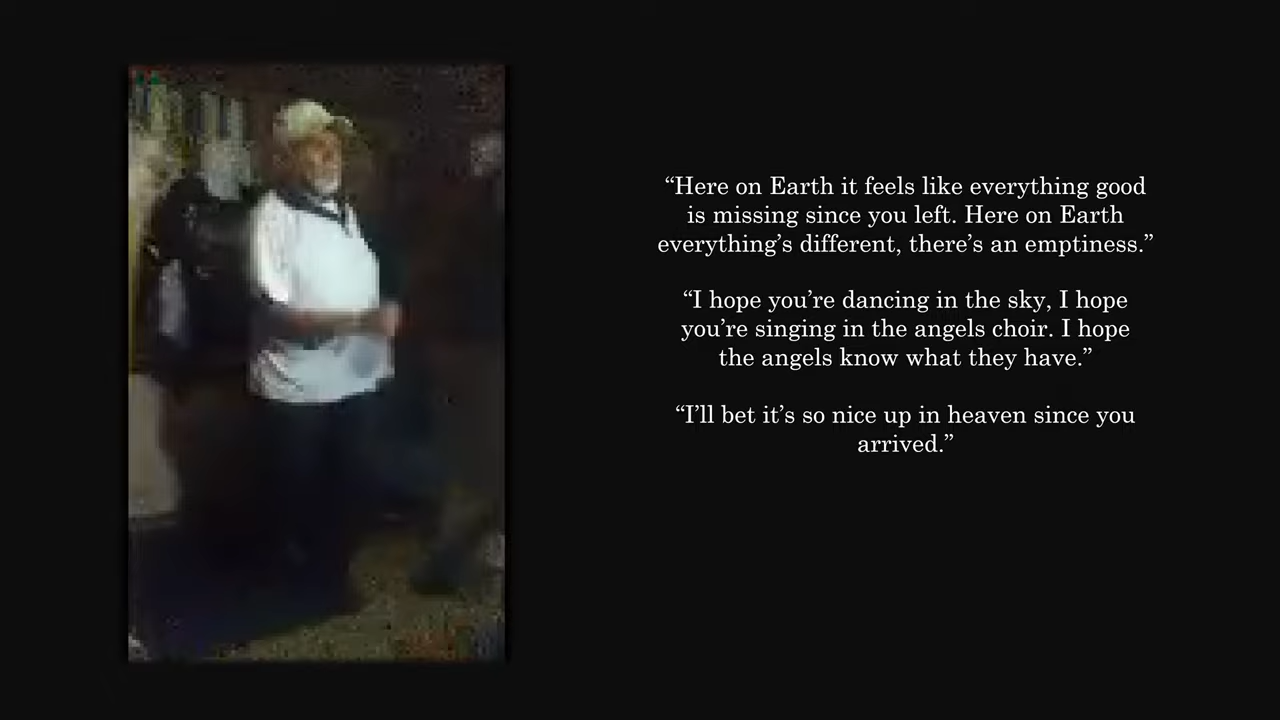 “Here on Earth it feels like everything good
is missing since you left. Here on Earth
everything’s different, there’s an emptiness.”
“I hope you’re dancing in the sky, I hope
you’re singing in the angels choir. I hope
the angels know what they have.”
“I’ll bet it’s so nice up in heaven since you
arrived.”